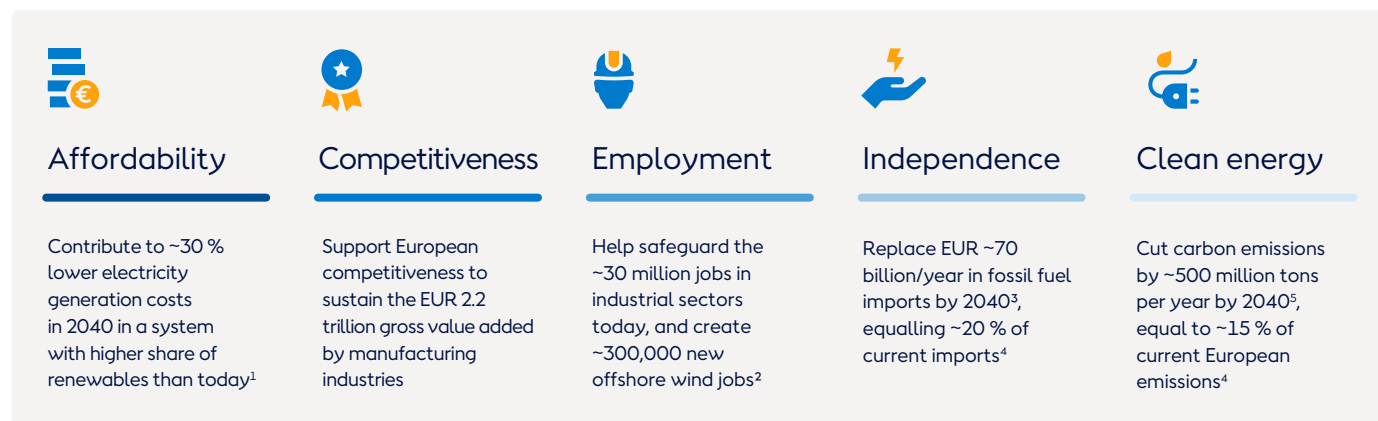 €
Affordability
Contribute to ~30 %
lower electricity
generation costs
in 2040 in a system
with higher share of
renewables than today¹
Competitiveness
Support European
competitiveness to
sustain the EUR 2.2
trillion gross value added
by manufacturing
industries
Employment
Help safeguard the
~30 million jobs in
industrial sectors
today, and create
~300,000 new
offshore wind jobs²
Independence
Replace EUR ~70
billion/year in fossil fuel
imports by 2040³,
equalling ~20 % of
current imports⁴
Clean energy
Cut carbon emissions
by ~500 million tons
per year by 2040⁵,
equal to ~15 % of
current European
emissions⁴